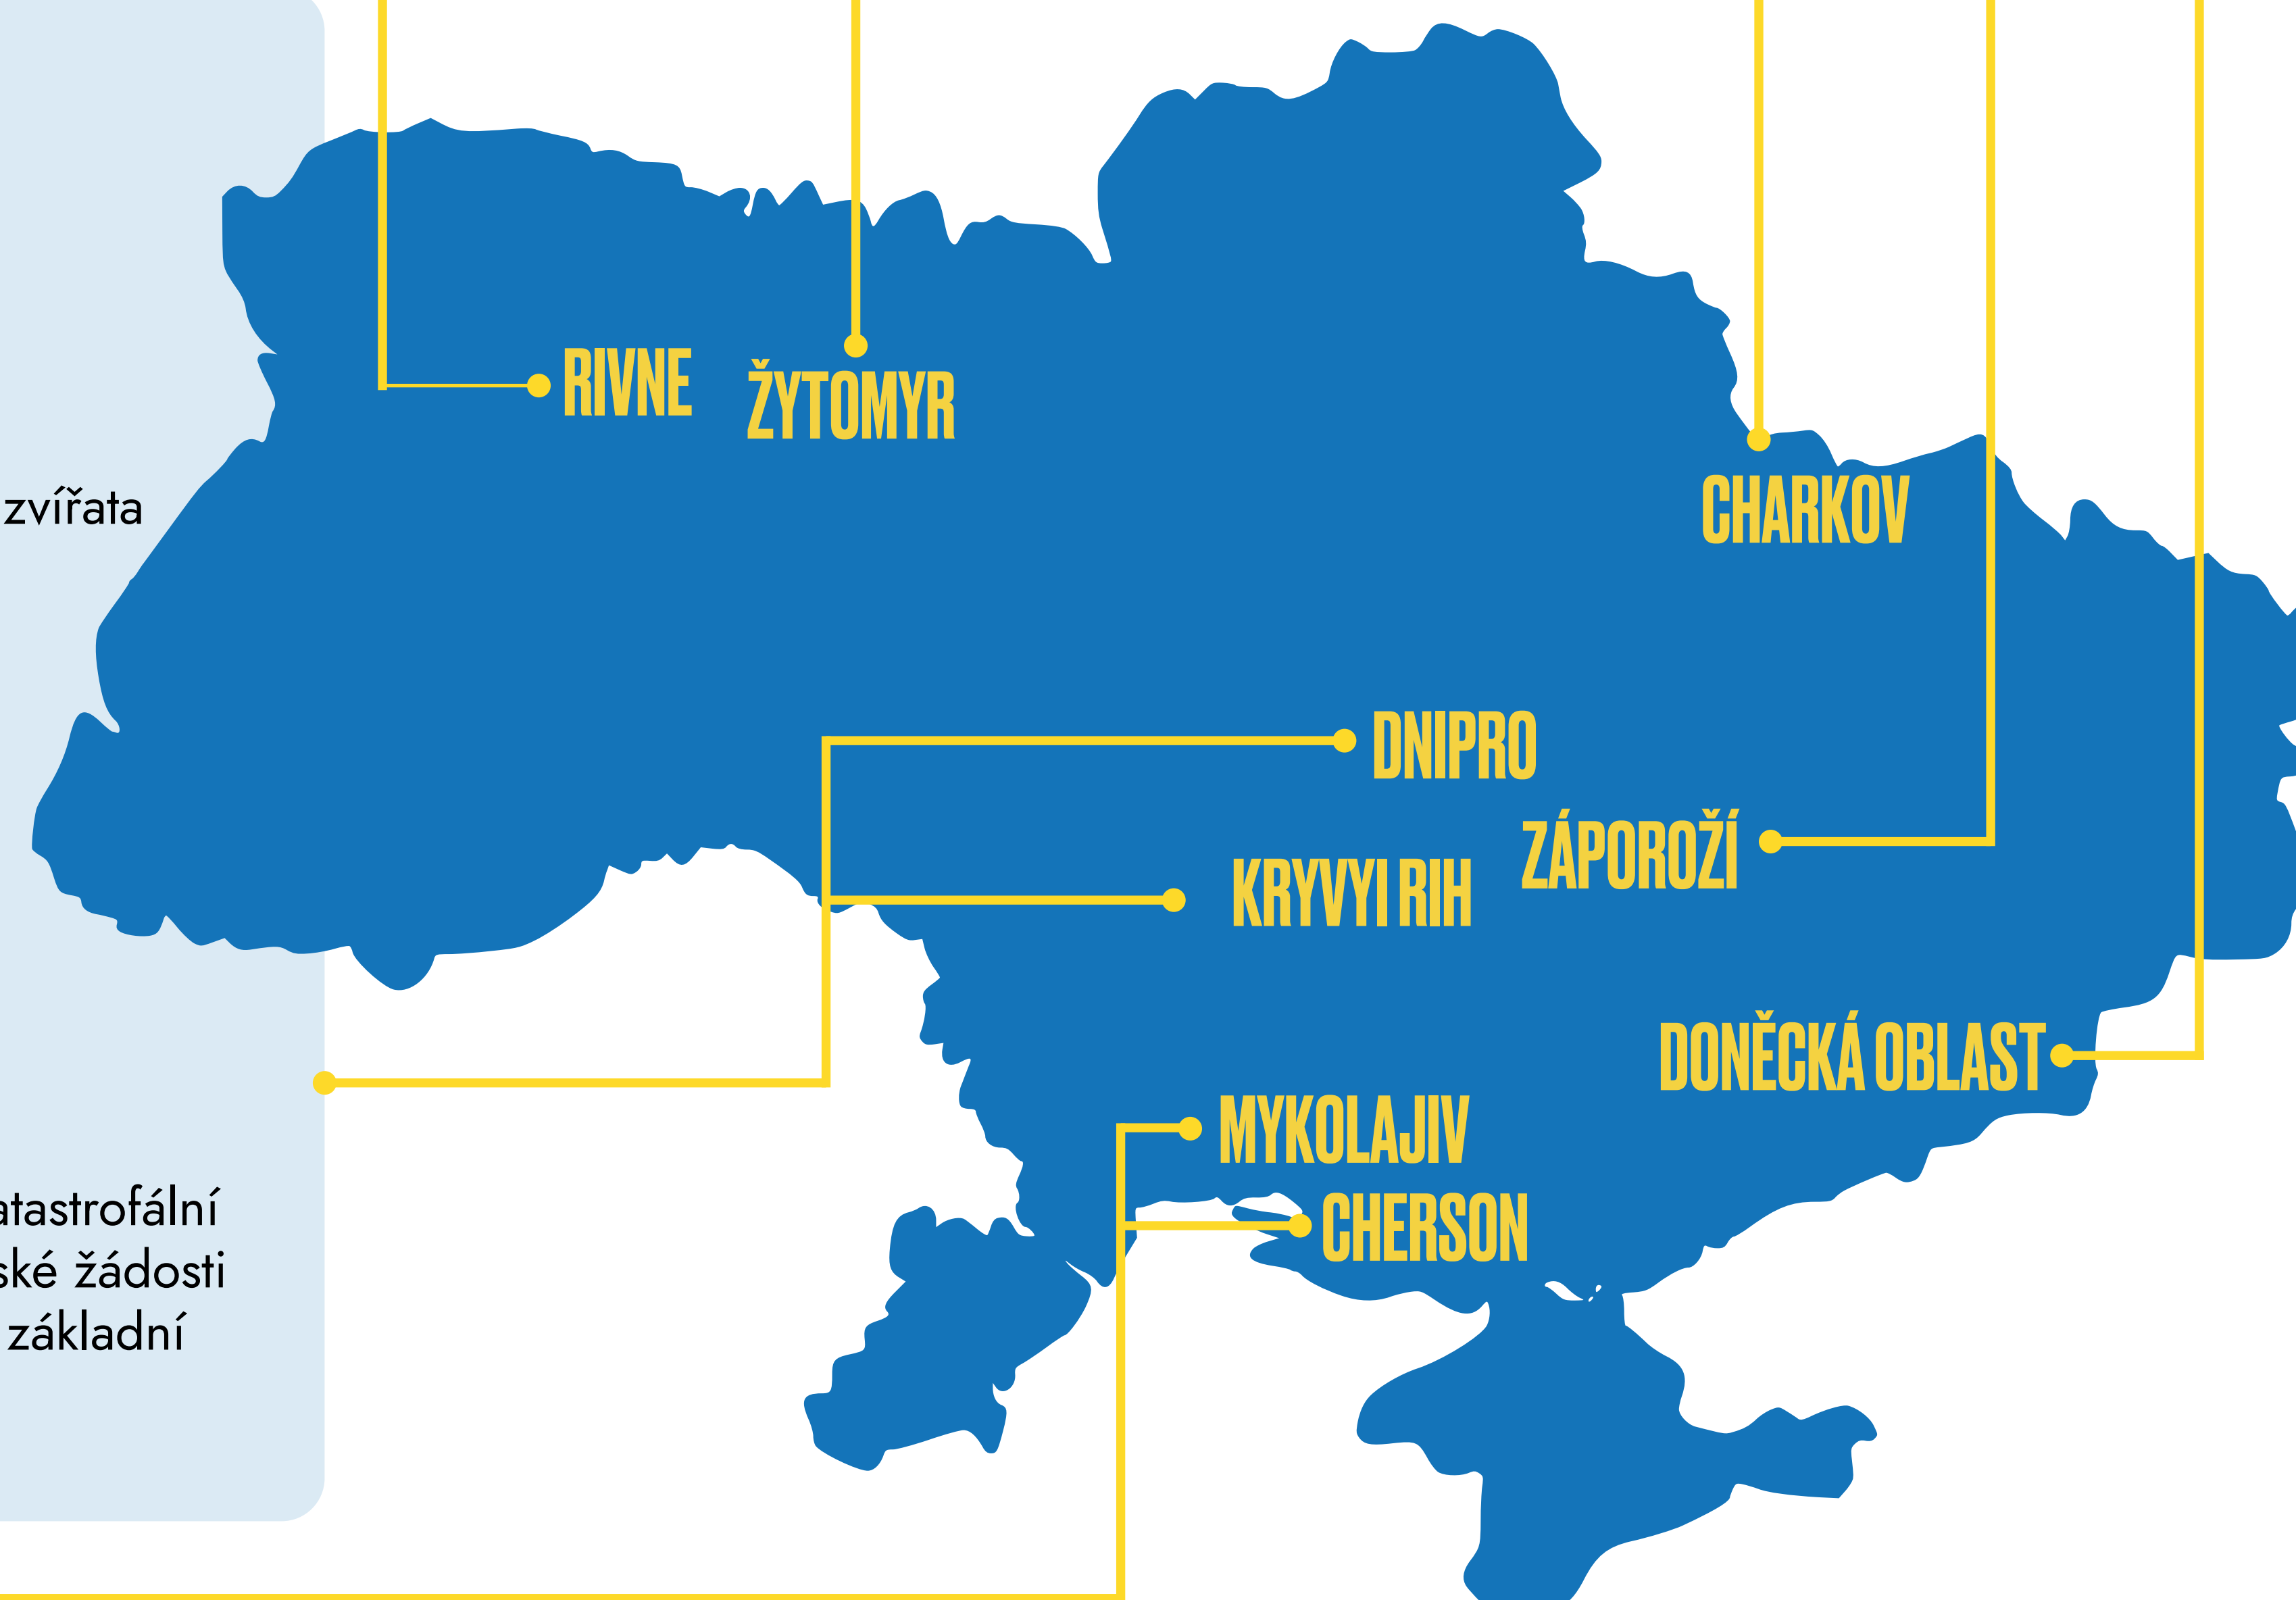 RIVNE
ŽYTOMYR
CHARKOV
zvířata
DNIPRO
ZÁPOROŽÍ
KRYVYI RIH
DONĚCKÁ OBLAST
MYKOLAJIV
CHERSON
atastrofální
ské žádosti
základní